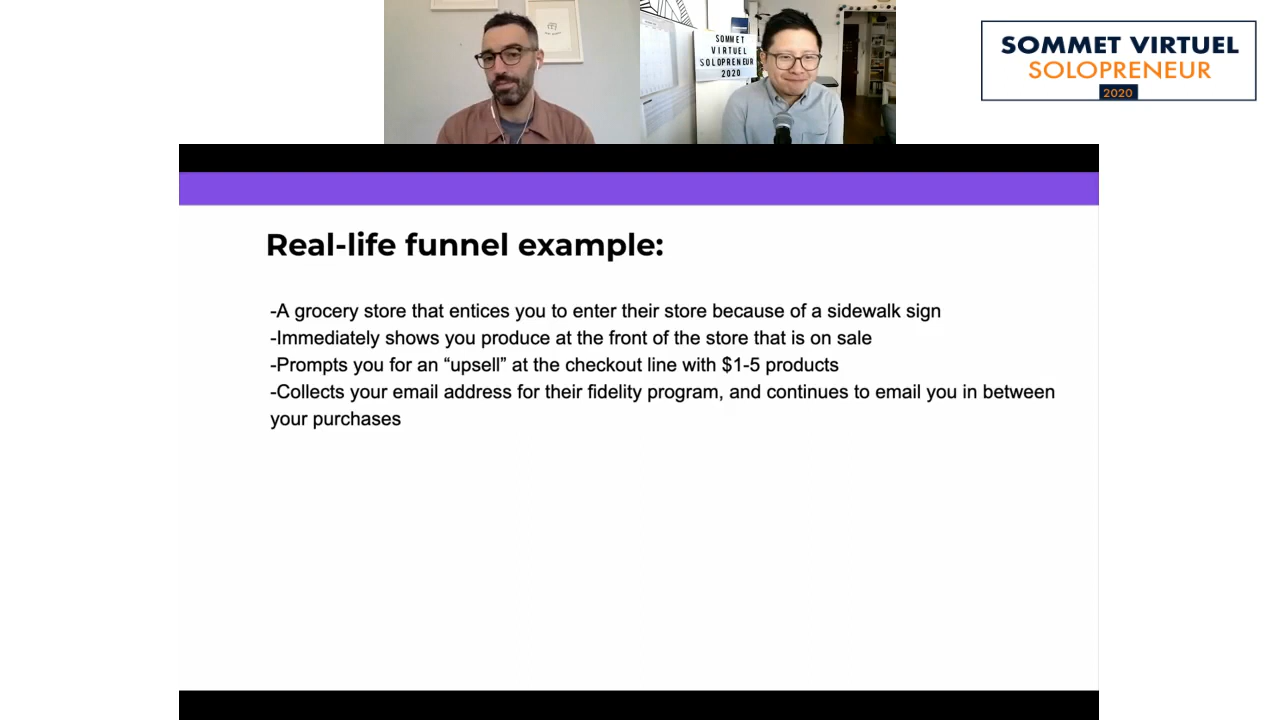 SOMMET
VIRTUEL
SOLOPRENEUR
2020
SOMMET VIRTUEL
SOLOPRENEUR
2020
Real-life funnel example:
-A grocery store that entices you to enter their store because of a sidewalk sign
-Immediately shows you produce at the front of the store that is on sale
-Prompts you for an “upsell” at the checkout line with $1-5 products
-Collects your email address for their fidelity program, and continues to email you in between
your purchases